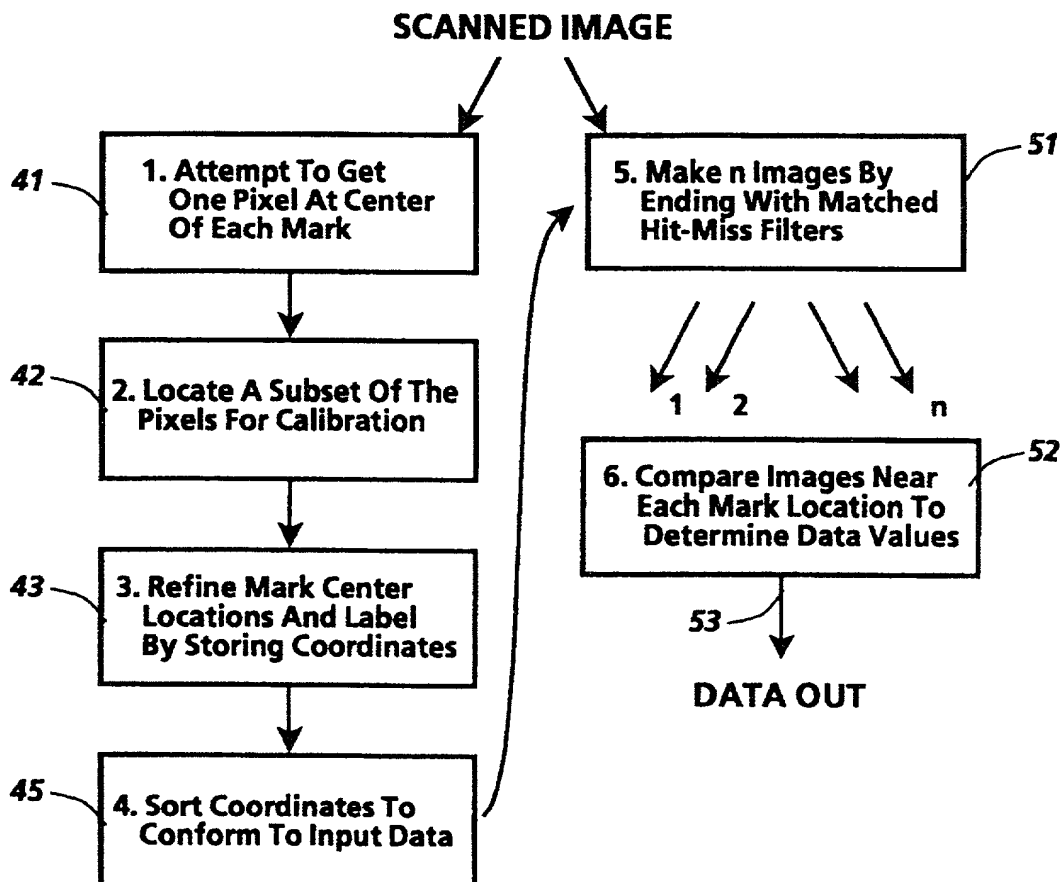 SCANNED IMAGE
41
1. Attempt To Get
One Pixel At Center
Of Each Mark
42
2. Locate A Subset Of The
Pixels For Calibration
43
3. Refine Mark Center
Locations And Label
By Storing Coordinates
45
4. Sort Coordinates To
Conform To Input Data
51
5. Make n Images By
Ending With Matched
Hit-Miss Filters
1 2 n
52
6. Compare Images Near
Each Mark Location To
Determine Data Values
53
DATA OUT